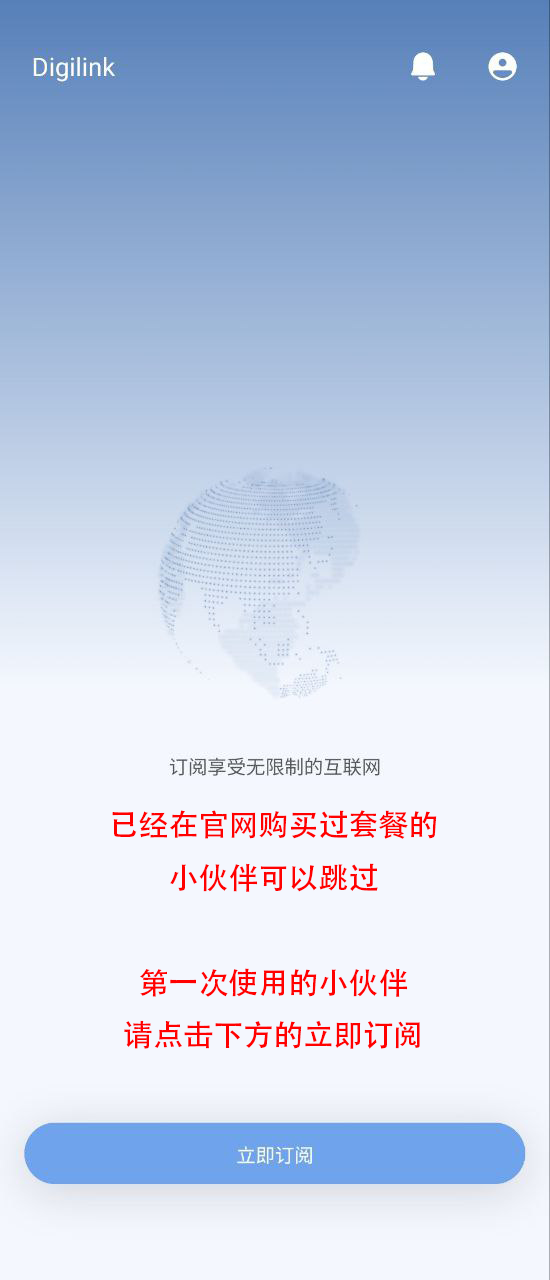 Digilink
订阅享受无限制的互联网
已经在官网购买过套餐的
小伙伴可以跳过
第一次使用的小伙伴
请点击下方的立即订阅
立即订阅